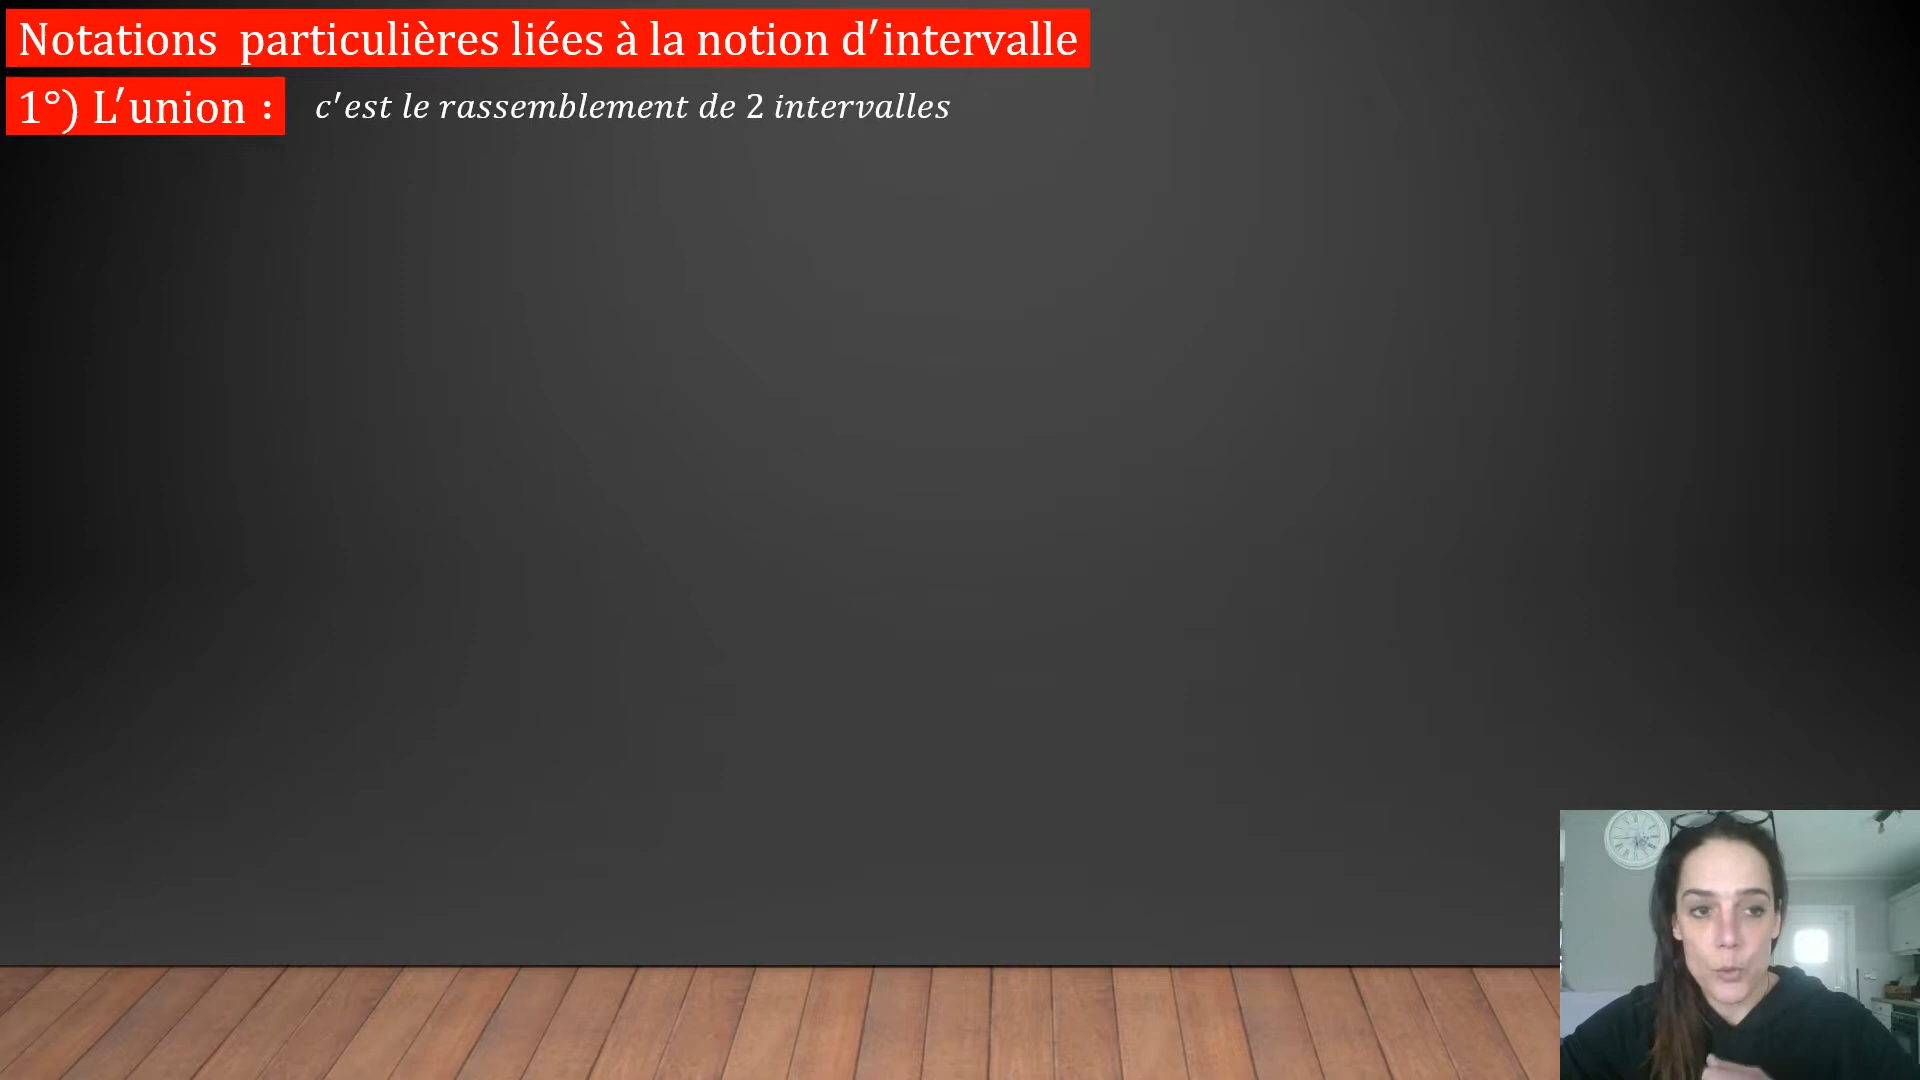 Notations particulières liées à la notion d′intervalle
1°) L′union : c′est le rassemblement de 2 intervalles